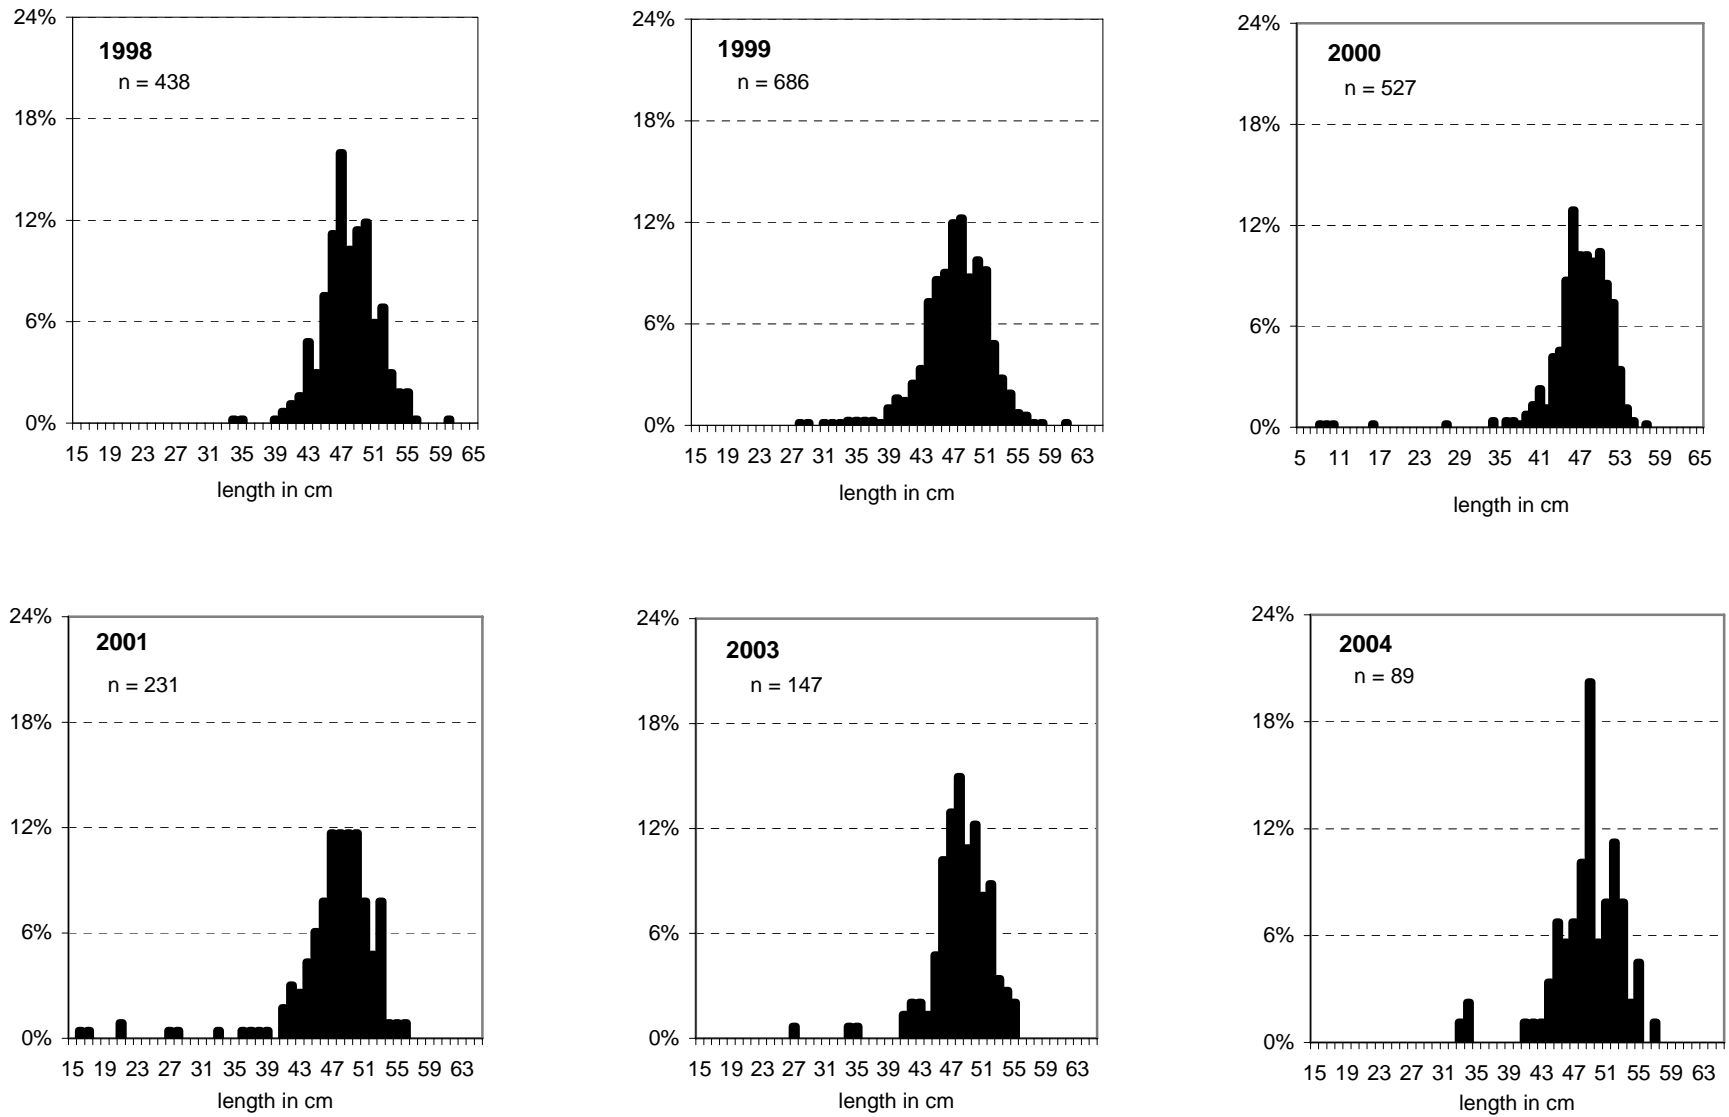 1998
n = 438
24%
18%
12%
6%
0%
15 19 23 27 31 35 39 43 47 51 55 59 65
length in cm
1999
n = 686
24%
18%
12%
6%
0%
15 19 23 27 31 35 39 43 47 51 55 59 63
length in cm
2000
n = 527
24%
18%
12%
6%
0%
5 11 17 23 29 35 41 47 53 59 65
length in cm
2001
n = 231
24%
18%
12%
6%
0%
15 19 23 27 31 35 39 43 47 51 55 59 63
length in cm
2003
n = 147
24%
18%
12%
6%
0%
15 19 23 27 31 35 39 43 47 51 55 59 63
length in cm
2004
n = 89
24%
18%
12%
6%
0%
15 19 23 27 31 35 39 43 47 51 55 59 63
length in cm